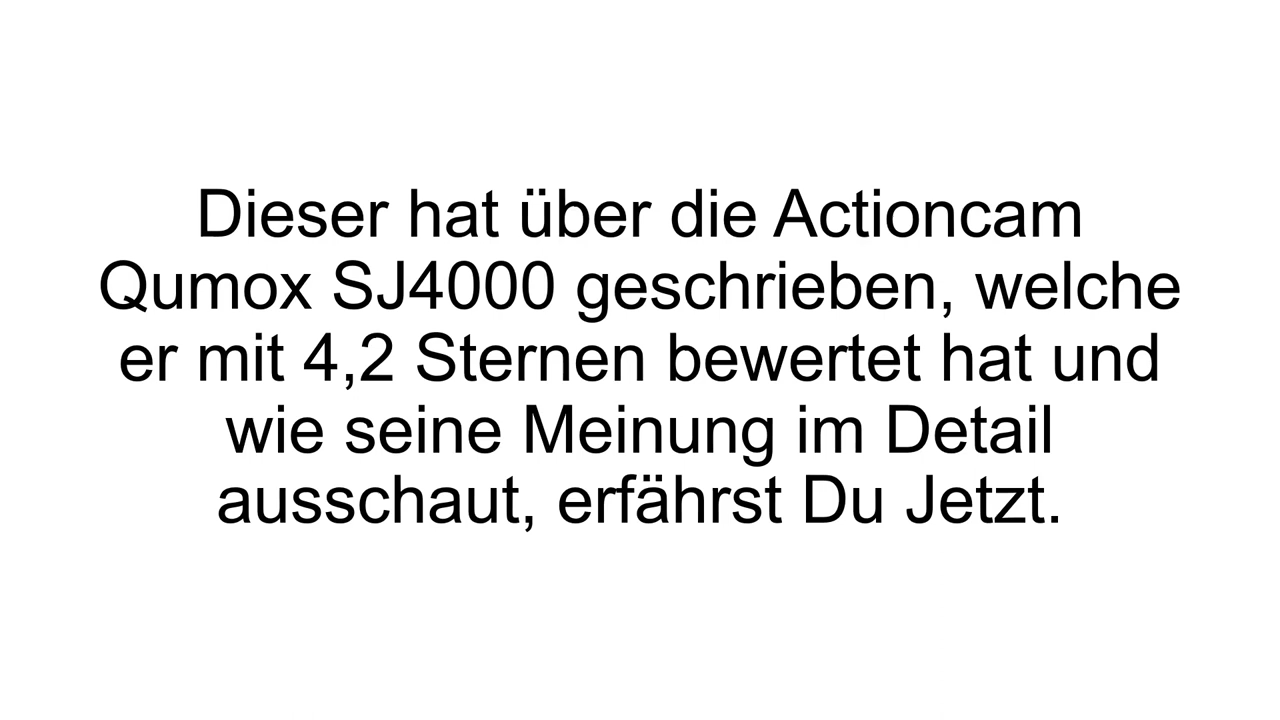 Dieser hat über die Actioncam
Qumox SJ4000 geschrieben, welche
er mit 4,2 Sternen bewertet hat und
wie seine Meinung im Detail
ausschaut, erfährst Du Jetzt.